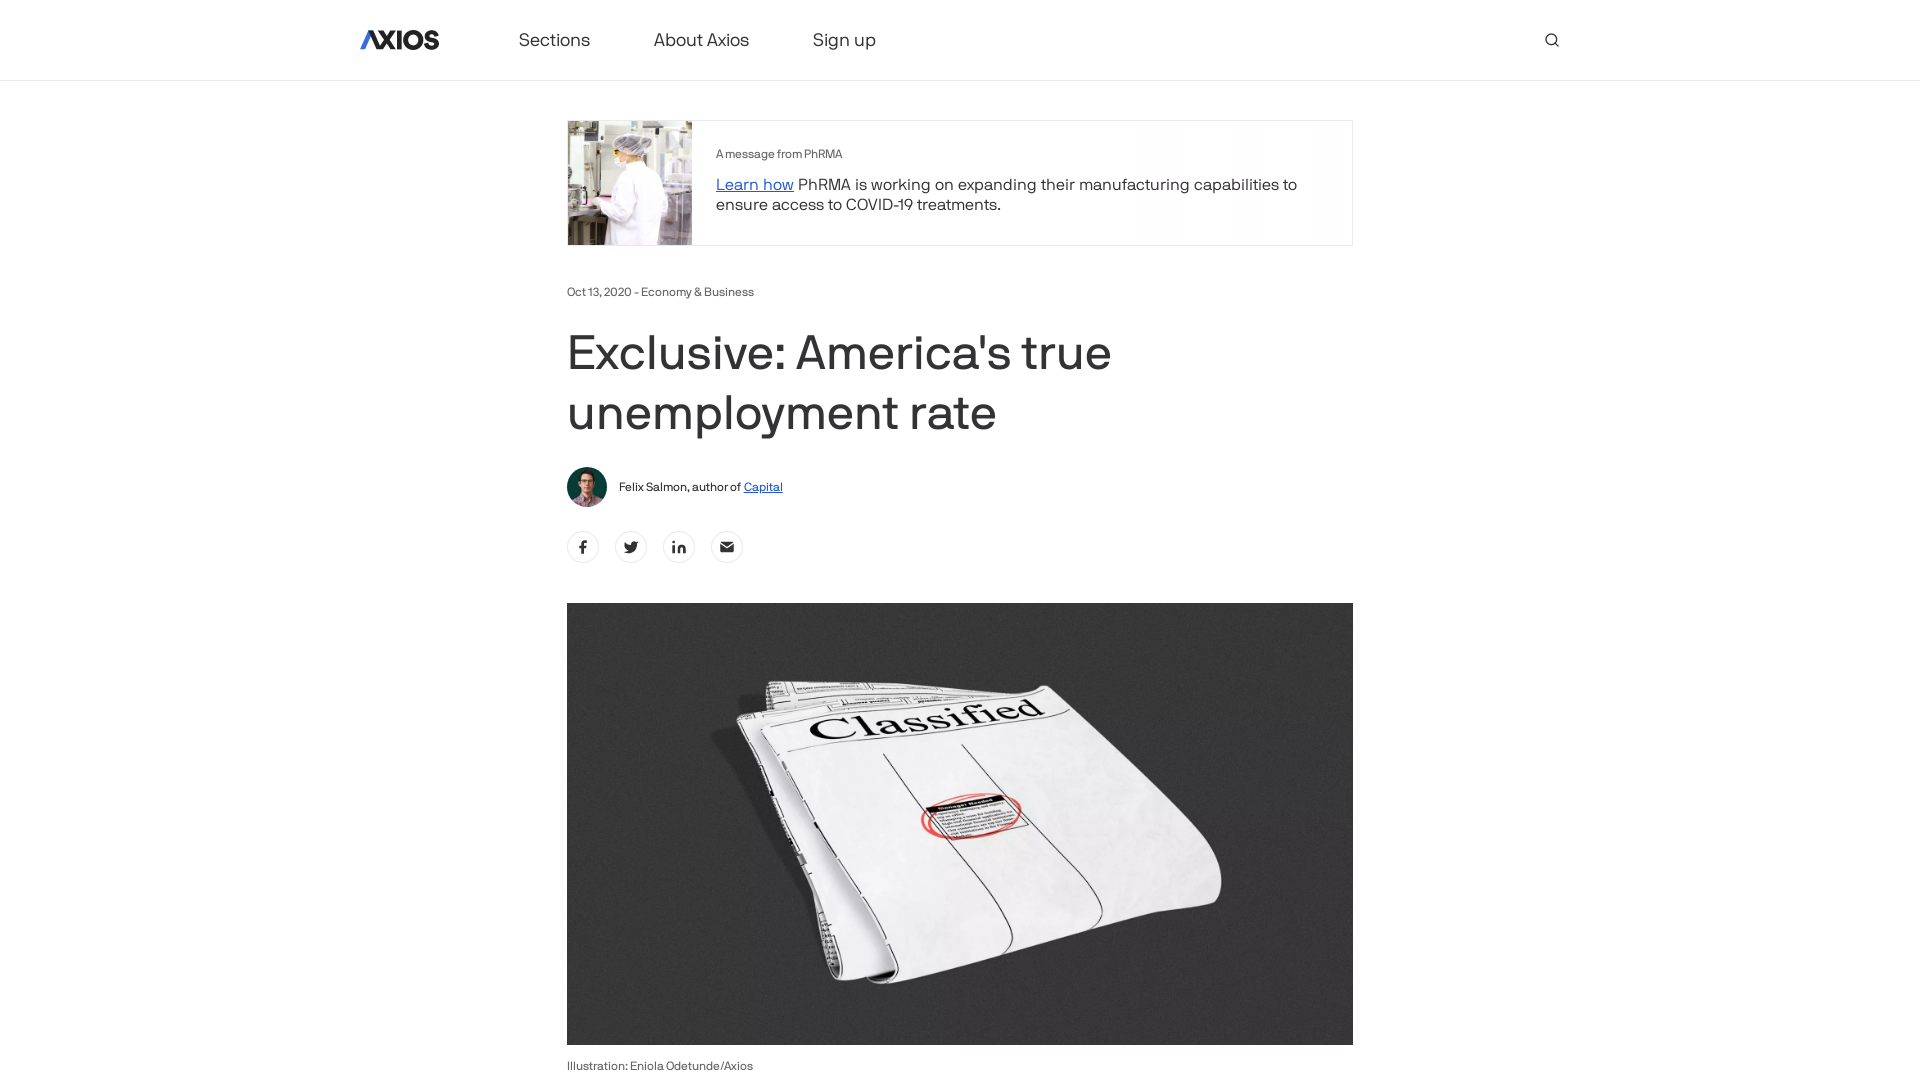 AXIOS
Sections
About Axios
Sign up
A message from PhRMA
Learn how PhRMA is working on expanding their manufacturing capabilities to
ensure access to COVID-19 treatments.
Oct 13, 2020 - Economy & Business
Exclusive: America's true
unemployment rate
Felix Salmon, author of Capital
Classified
Manager Needed
Illustration: Eniola Odetunde/Axios